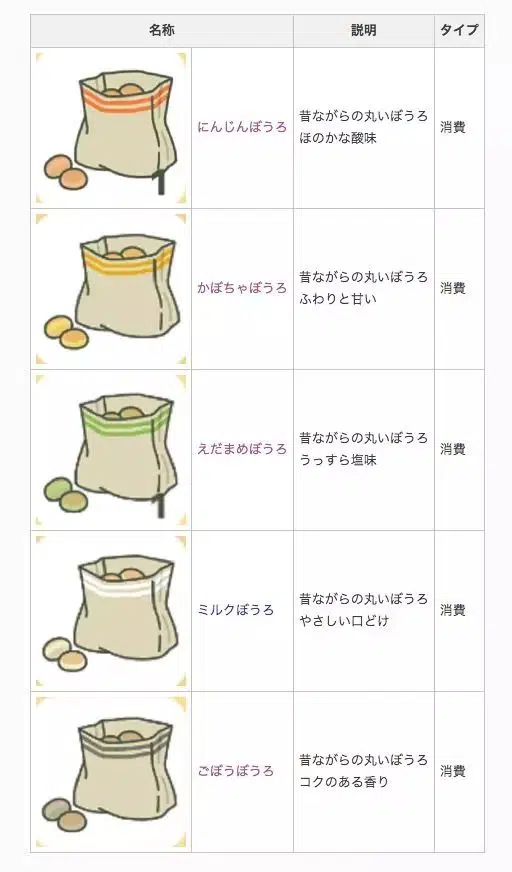 名称 説明 タイプ
にんじんぼうろ 昔ながらの丸いぼうろ 消費
ほのかな酸味
1
かぼちゃぼうろ 昔ながらの丸いぼうろ 消費
ふわりと甘い
えだまめぼうろ 昔ながらの丸いぼうろ 消費
うっすら塩味
1
ミルクぼうろ 昔ながらの丸いぼうろ 消費
やさしい口どけ
ごぼうぼうろ 昔ながらの丸いぼうろ 消費
コクのある香り